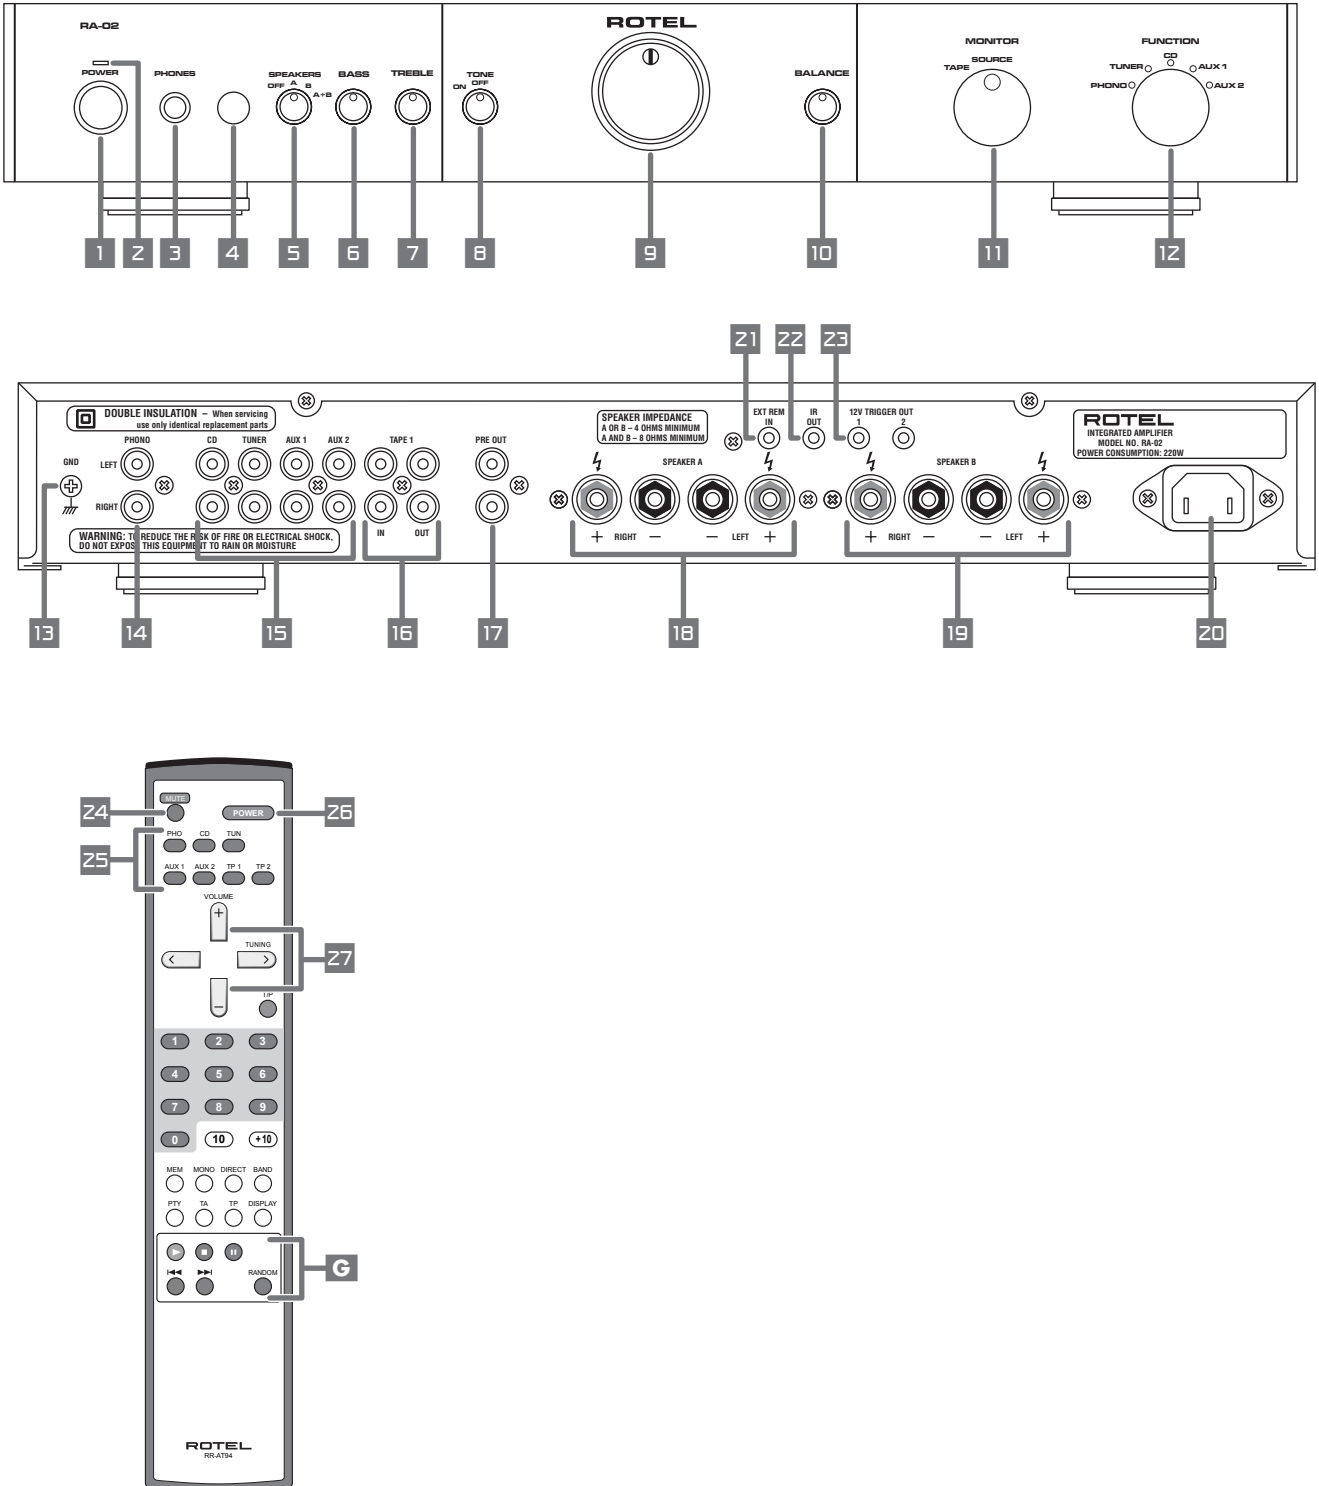 RA-02
ROTEL
MONITOR
FUNCTION
POWER
PHONES
SPEAKERS
OFF A B A+B
BASS
TREBLE
TONE
ON OFF
BALANCE
TAPE SOURCE
PHONO TUNER CD AUX 1 AUX 2
1 2 3 4 5 6 7 8 9 10 11 12
21 22 23
DOUBLE INSULATION – When servicing
use only identical replacement parts
SPEAKER IMPEDANCE
A OR B – 4 OHMS MINIMUM
A AND B – 8 OHMS MINIMUM
EXT REM
IN
IR
OUT
12V TRIGGER OUT
1 2
ROTEL
INTEGRATED AMPLIFIER
MODEL NO. RA-02
POWER CONSUMPTION: 220W
PHONO CD TUNER AUX 1 AUX 2 TAPE 1 PRE OUT
GND
LEFT
RIGHT
SPEAKER A
SPEAKER B
IN OUT
+ RIGHT – – LEFT +
+ RIGHT – – LEFT +
WARNING: TO REDUCE THE RISK OF FIRE OR ELECTRICAL SHOCK,
DO NOT EXPOSE THIS EQUIPMENT TO RAIN OR MOISTURE
13 14 15 16 17 18 19 20
MUTE
POWER
24
26
PHO CD TUN
25
AUX 1 AUX 2 TP 1 TP 2
VOLUME
+
TUNING
< >
27
–
T/P
1 2 3
4 5 6
7 8 9
0 10 +10
MEM MONO DIRECT BAND
PTY TA TP DISPLAY
G
RANDOM
ROTEL
RR-AT94